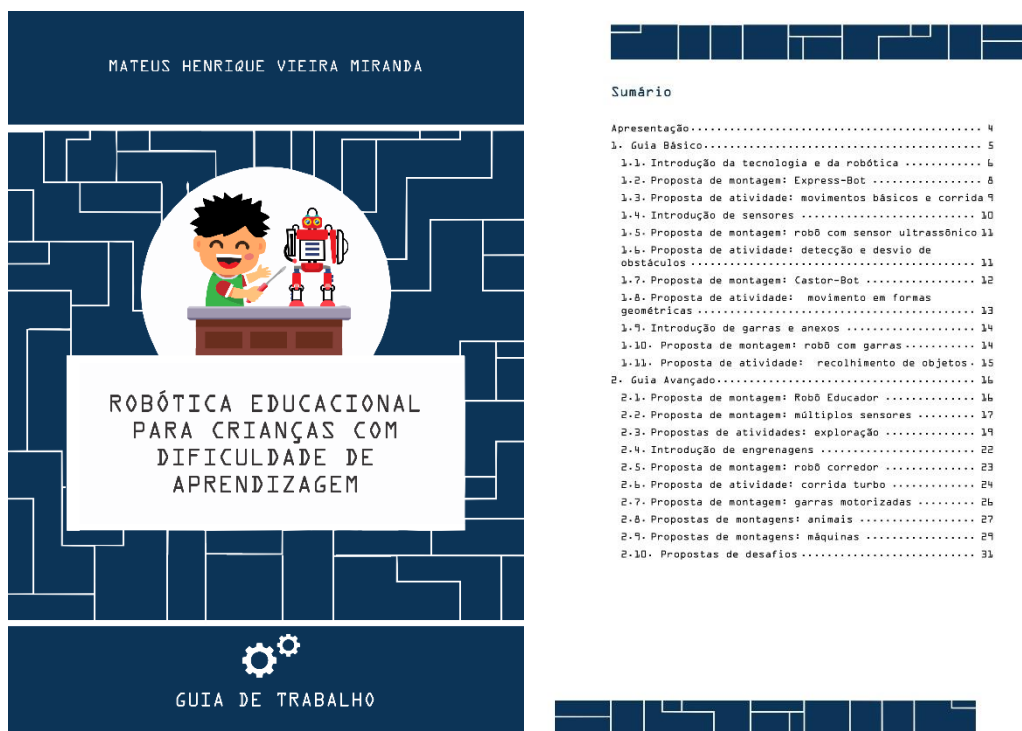 MATEUS HENRIQUE VIEIRA MIRANDA
ROBÓTICA EDUCACIONAL
PARA CRIANÇAS COM
DIFICULDADE DE
APRENDIZAGEM
GUIA DE TRABALHO
Sumário
Apresentação............................................ 4
1. Guia Básico.......................................... 5
1.1. Introdução da tecnologia e da robótica ............ 6
1.2. Proposta de montagem: Express-Bot ................. 8
1.3. Proposta de atividade: movimentos básicos e corrida 9
1.4. Introdução de sensores ........................... 10
1.5. Proposta de montagem: robô com sensor ultrassônico 11
1.6. Proposta de atividade: detecção e desvio de
obstáculos ............................................ 11
1.7. Proposta de montagem: Castor-Bot ................. 12
1.8. Proposta de atividade: movimento em formas
geométricas ........................................... 13
1.9. Introdução de garras e anexos .................... 14
1.10. Proposta de montagem: robô com garras ........... 14
1.11. Proposta de atividade: recolhimento de objetos. 15
2. Guia Avançado....................................... 16
2.1. Proposta de montagem: Robô Educador .............. 16
2.2. Proposta de montagem: múltiplos sensores ......... 17
2.3. Propostas de atividades: exploração .............. 19
2.4. Introdução de engrenagens ........................ 22
2.5. Proposta de montagem: robô corredor .............. 23
2.6. Proposta de atividade: corrida turbo ............. 24
2.7. Proposta de montagem: garras motorizadas ......... 26
2.8. Propostas de montagens: animais .................. 27
2.9. Propostas de montagens: máquinas ................. 29
2.10. Propostas de desafios ........................... 31